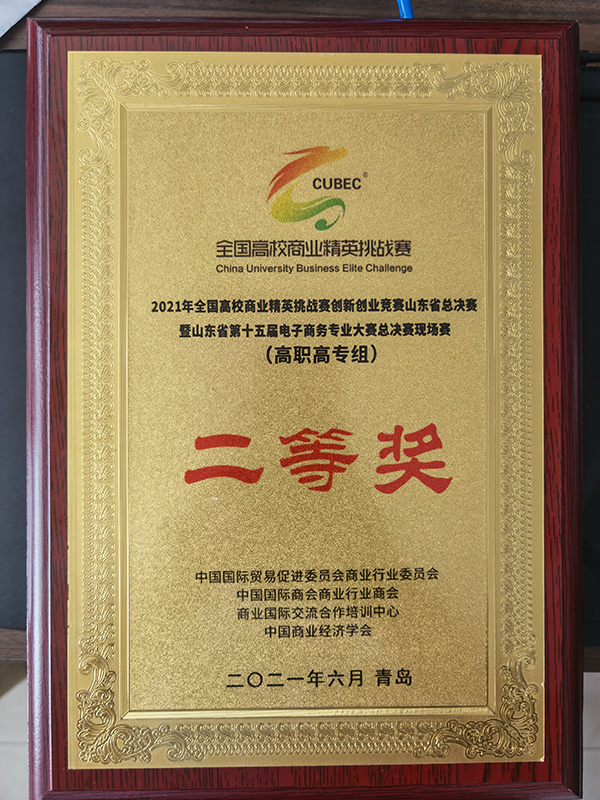 CUBEC®
全国高校商业精英挑战赛
China University Business Elite Challenge
2021年全国高校商业精英挑战赛创新创业竞赛山东省总决赛
暨山东省第十五届电子商务专业大赛总决赛现场赛
（高职高专组）
二等奖
中国国际贸易促进委员会商业行业委员会
中国国际商会商业行业商会
商业国际交流合作培训中心
中国商业经济学会
二〇二一年六月 青岛